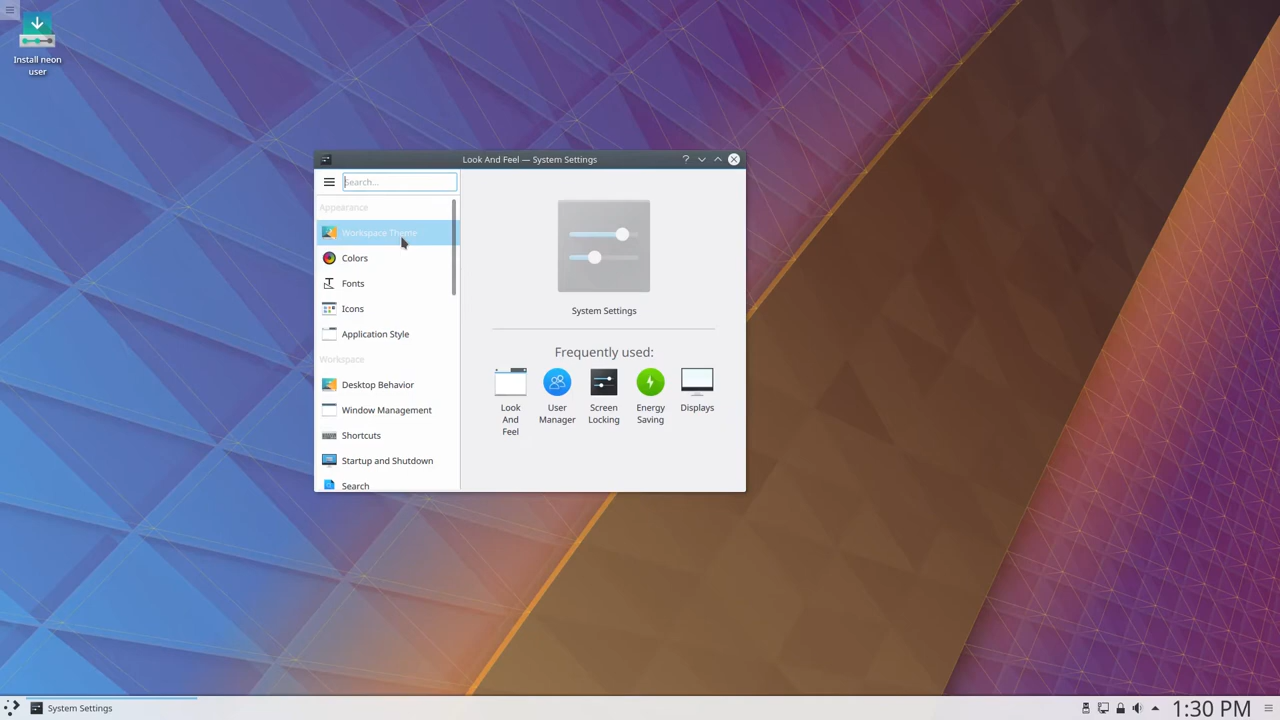 Install neon
user
Look And Feel — System Settings
Search...
Appearance
Workspace Theme
Colors
Fonts
Icons
Application Style
Workspace
Desktop Behavior
Window Management
Shortcuts
Startup and Shutdown
Search
System Settings
Frequently used:
Look
And
Feel
User
Manager
Screen
Locking
Energy
Saving
Displays
System Settings
1:30 PM